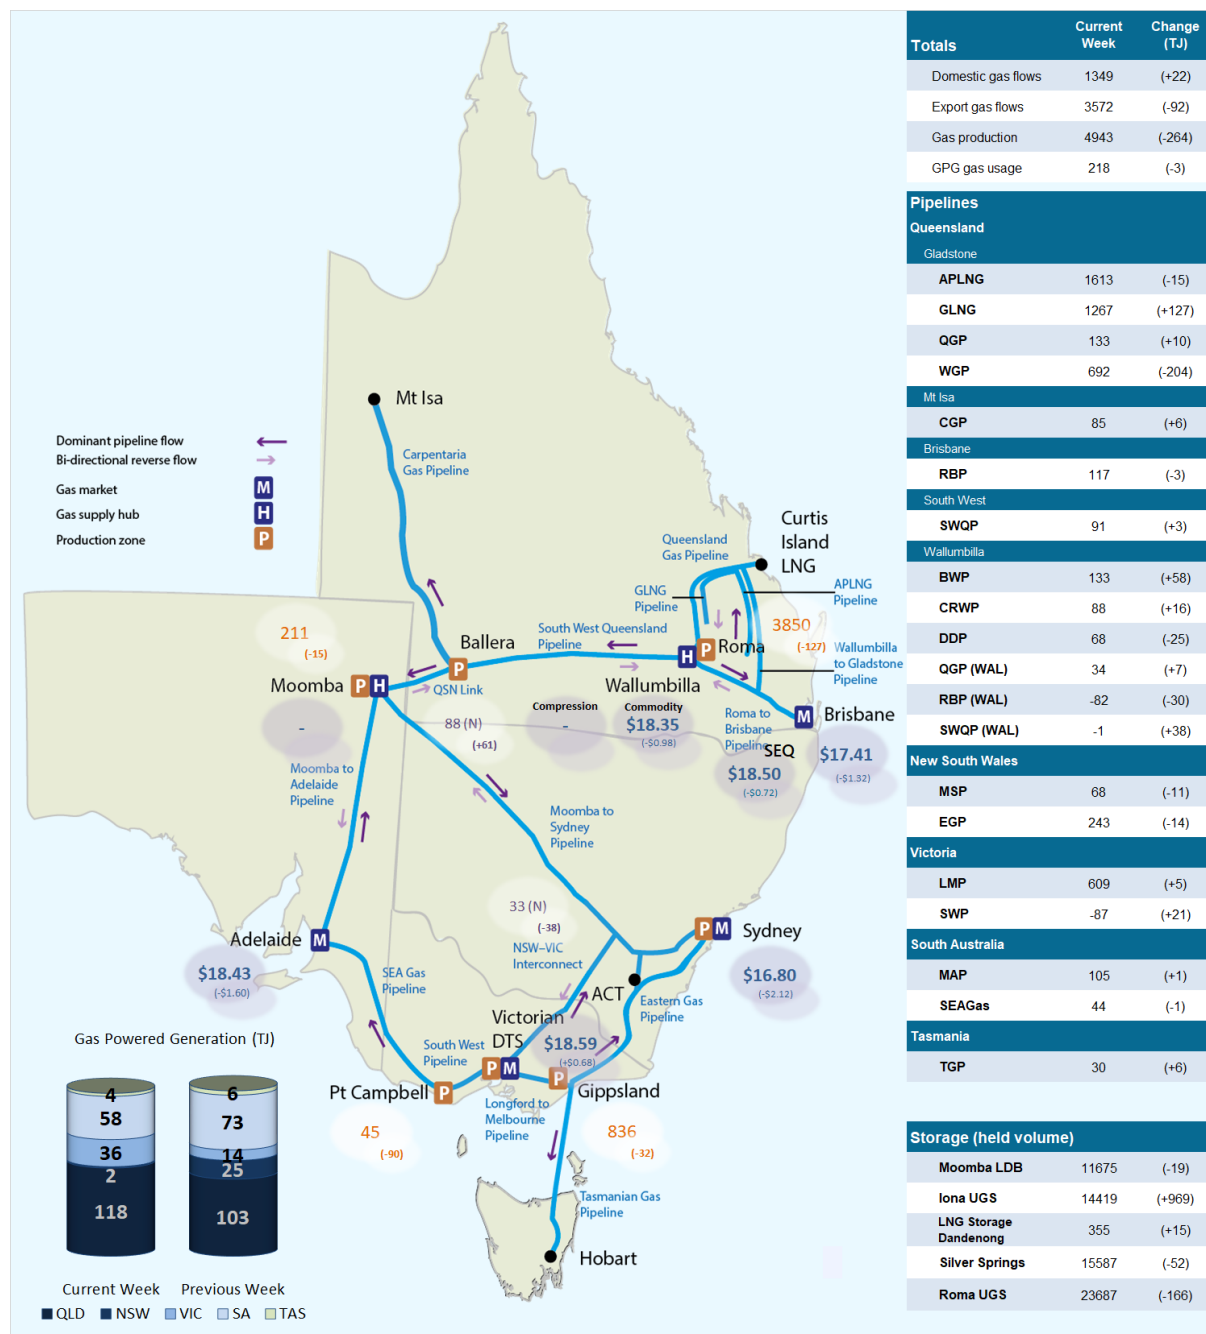 Totals Current Week Change (TJ)
Domestic gas flows 1349 (+22)
Export gas flows 3572 (-92)
Gas production 4943 (-264)
GPG gas usage 218 (-3)
Pipelines
Queensland
Gladstone
APLNG 1613 (-15)
GLNG 1267 (+127)
QGP 133 (+10)
WGP 692 (-204)
Mt Isa
CGP 85 (+6)
Brisbane
RBP 117 (-3)
South West
SWQP 91 (+3)
Wallumbilla
BWP 133 (+58)
CRWP 88 (+16)
DDP 68 (-25)
QGP (WAL) 34 (+7)
RBP (WAL) -82 (-30)
SWQP (WAL) -1 (+38)
New South Wales
MSP 68 (-11)
EGP 243 (-14)
Victoria
LMP 609 (+5)
SWP -87 (+21)
South Australia
MAP 105 (+1)
SEAGas 44 (-1)
Tasmania
TGP 30 (+6)
Storage (held volume)
Moomba LDB 11675 (-19)
Iona UGS 14419 (+969)
LNG Storage
Dandenong 355 (+15)
Silver Springs 15587 (-52)
Roma UGS 23687 (-166)
Dominant pipeline flow
Bi-directional reverse flow
Gas market M
Gas supply hub H
Production zone P
Mt Isa
Carpentaria
Gas Pipeline
Curtis
Island
LNG
Queensland
Gas Pipeline
GLNG
Pipeline
APLNG
Pipeline
3850
(-127)
Wallumbilla
to Gladstone
Pipeline
H P Roma
Wallumbilla
South West Queensland
Pipeline
Ballera
P
QSN Link
211
(-15)
Moomba P H
-
88 (N)
(+61)
Compression
-
Commodity
$18.35
(-$0.98)
Roma to
Brisbane
Pipeline
SEQ
$18.50
(-$0.72)
M Brisbane
$17.41
(-$1.32)
Moomba to
Adelaide
Pipeline
Moomba to
Sydney
Pipeline
33 (N)
(-38)
NSW–VIC
Interconnect
P M Sydney
$16.80
(-$2.12)
Adelaide M
$18.43
(-$1.60)
SEA Gas
Pipeline
ACT
Eastern Gas
Pipeline
Victorian
DTS
$18.59
(+$0.68)
South West
Pipeline
P M
P
Gippsland
Pt Campbell P
45
(-90)
Longford to
Melbourne
Pipeline
836
(-32)
Tasmanian Gas
Pipeline
Hobart
Gas Powered Generation (TJ)
4 6
58 73
36 14
2 25
118 103
Current Week Previous Week
QLD NSW VIC SA TAS